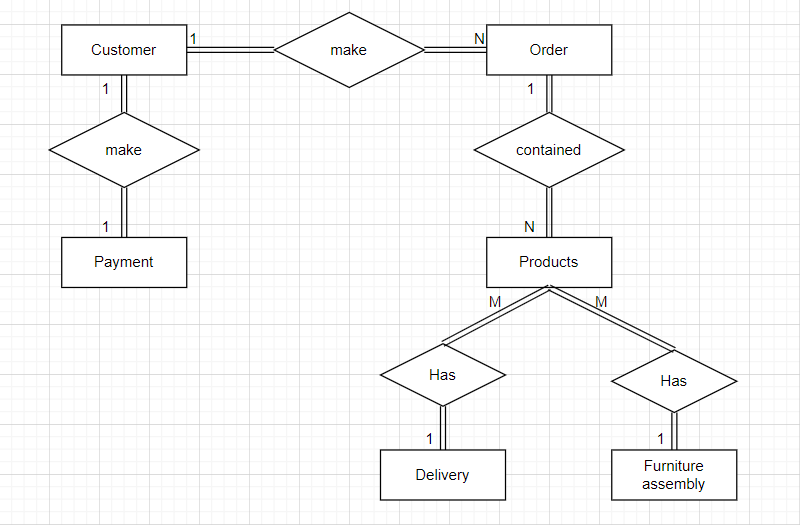 Customer
1
make
N
Order
1
1
make
contained
1
N
Payment
Products
M
M
Has
Has
1
1
Delivery
Furniture
assembly